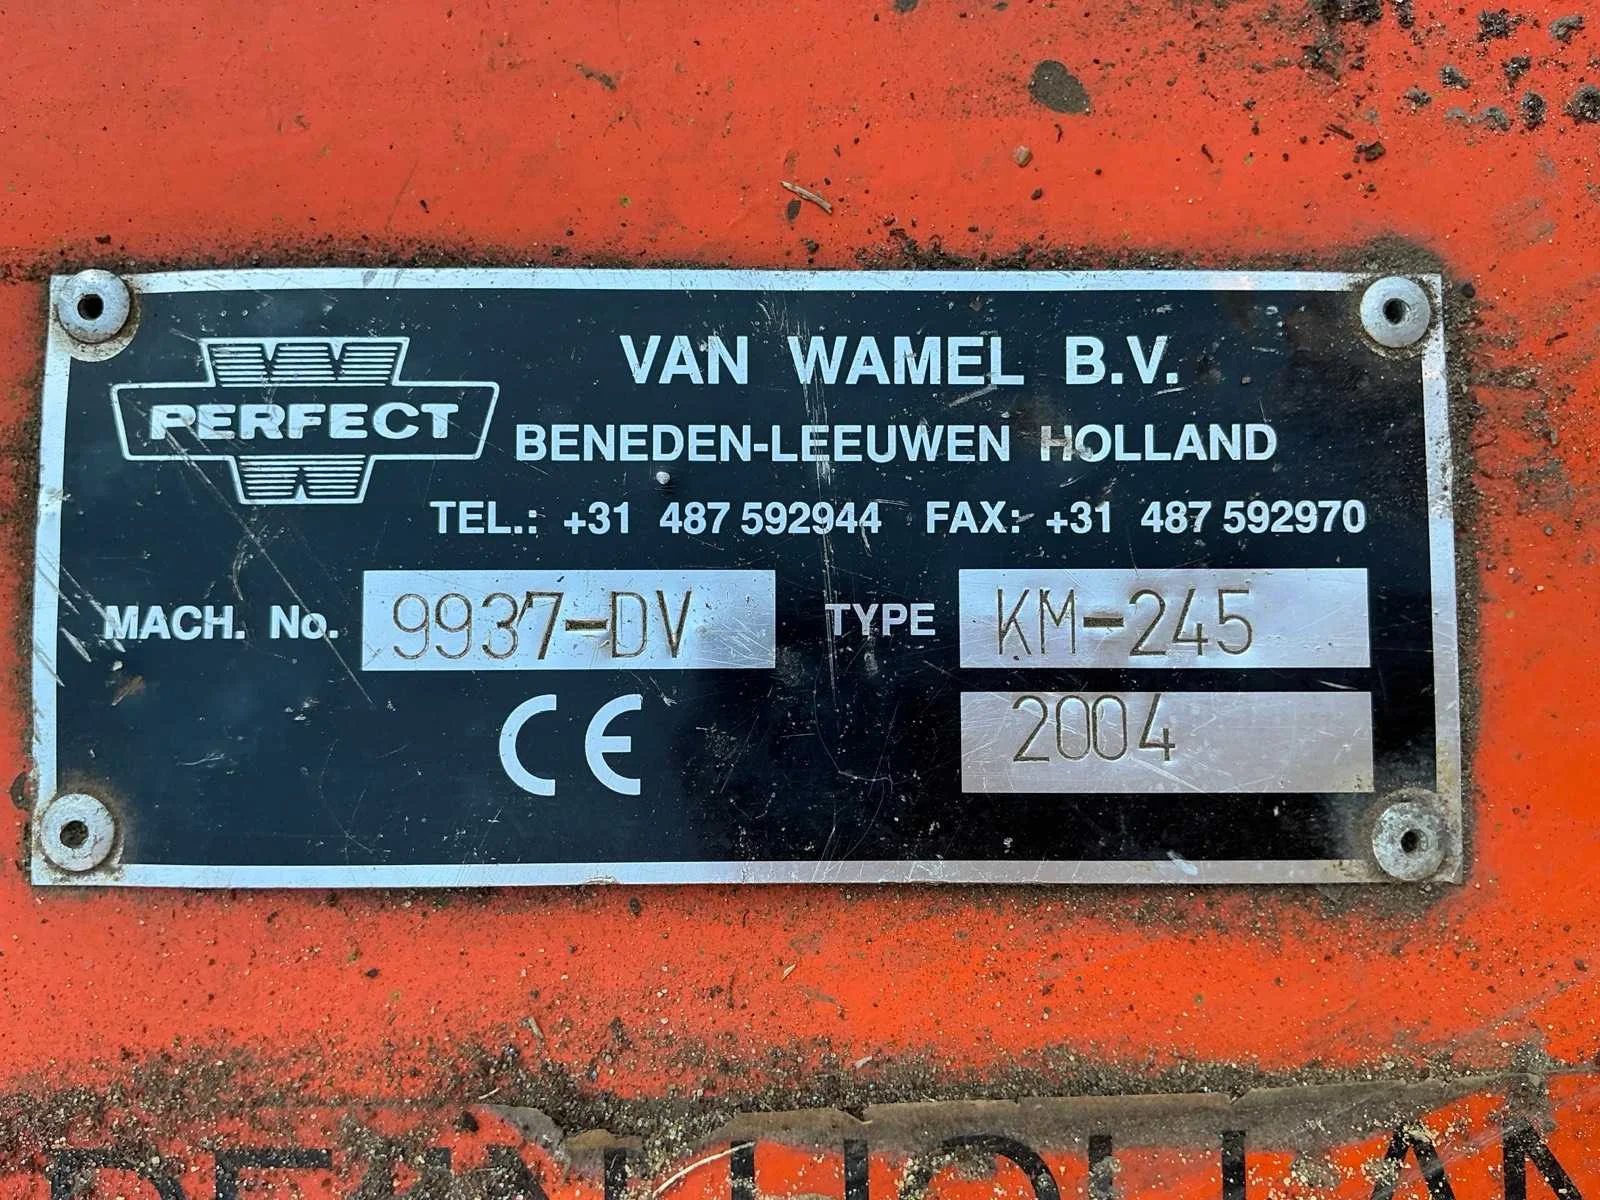 VAN WAMEL B.V.
PERFECT
BENEDEN-LEEUWEN HOLLAND
TEL.: +31 487 592944 FAX: +31 487 592970
MACH. No. 9937-DV TYPE KM-245
CE 2004